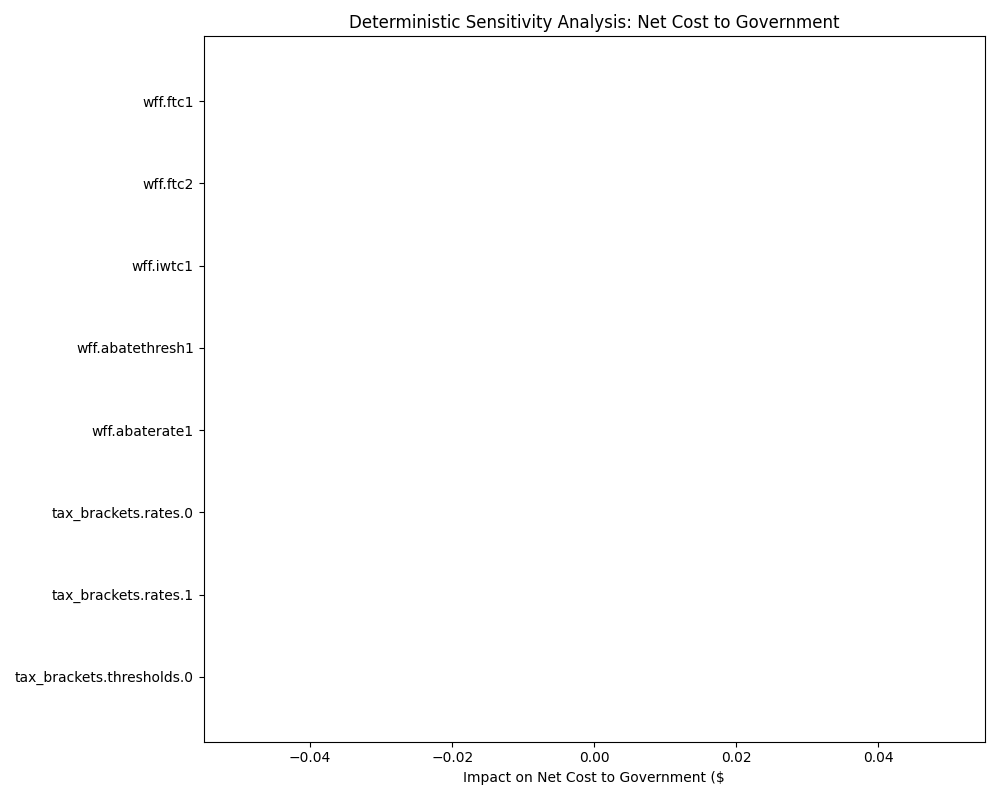 Deterministic Sensitivity Analysis: Net Cost to Government
wff.ftc1
wff.ftc2
wff.iwtc1
wff.abatethresh1
wff.abaterate1
tax_brackets.rates.0
tax_brackets.rates.1
tax_brackets.thresholds.0
−0.04 −0.02 0.00 0.02 0.04
Impact on Net Cost to Government ($